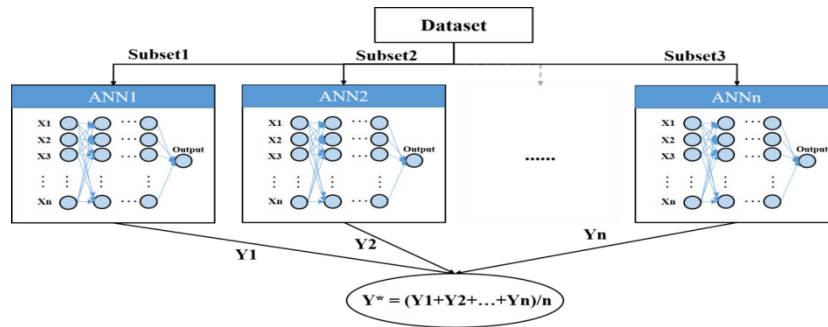 Dataset
Subset1 Subset2 Subset3
ANN1 ANN2 ANNn
X1 X1 X1
X2 X2 X2
X3 Output X3 Output X3 Output
...... 
Xn Xn Xn
Y1 Y2 Yn
Y* = (Y1+Y2+...+Yn)/n